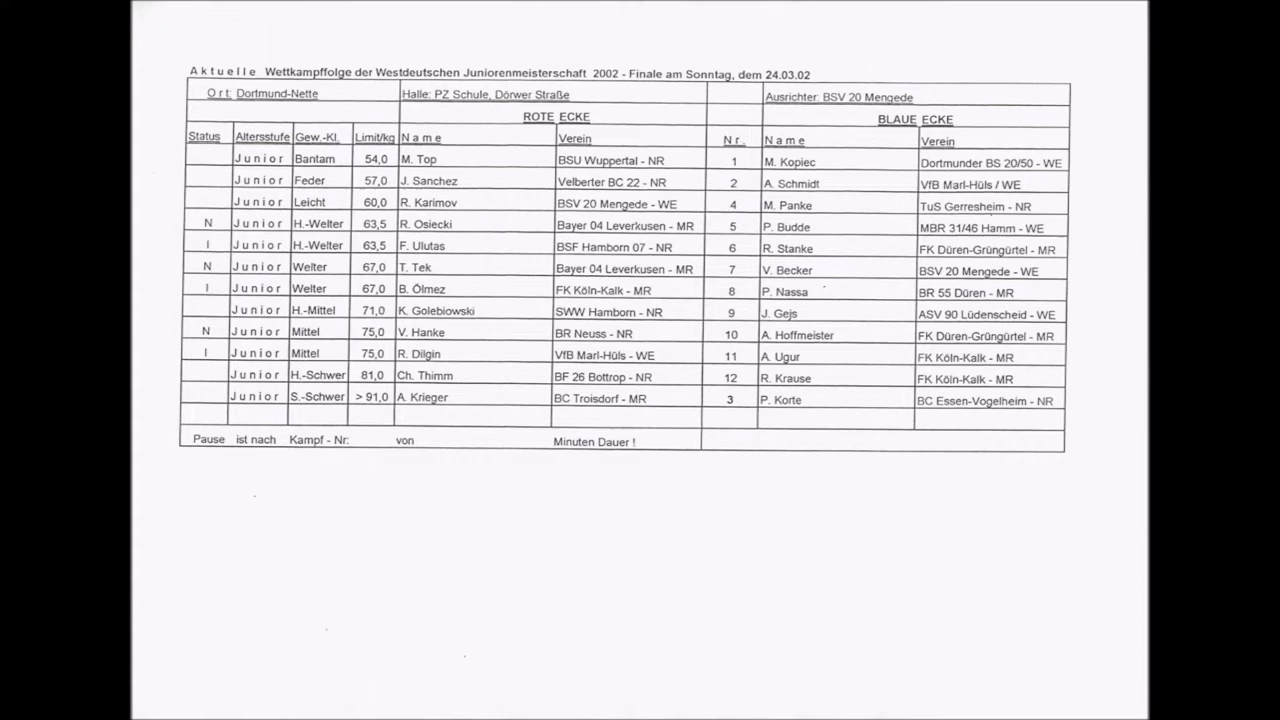 Aktuelle Wettkampffolge der Westdeutschen Juniorenmeisterschaft 2002 - Finale am Sonntag, dem 24.03.02
Ort: Dortmund-Nette Halle: PZ Schule, Dörwer Straße Ausrichter: BSV 20 Mengede
ROTE ECKE BLAUE ECKE
Status Altersstufe Gew.-Kl. Limit/kg Name Verein Nr. Name Verein
Junior Bantam 54,0 M. Top BSU Wuppertal - NR 1 M. Kopiec Dortmunder BS 20/50 - WE
Junior Feder 57,0 J. Sanchez Velberter BC 22 - NR 2 A. Schmidt VfB Marl-Hüls / WE
Junior Leicht 60,0 R. Karimov BSV 20 Mengede - WE 4 M. Panke TuS Gerresheim - NR
N Junior H.-Welter 63,5 R. Osiecki Bayer 04 Leverkusen - MR 5 P. Budde MBR 31/46 Hamm - WE
I Junior H.-Welter 63,5 F. Ulutas BSF Hamborn 07 - NR 6 R. Stanke FK Düren-Grüngürtel - MR
N Junior Welter 67,0 T. Tek Bayer 04 Leverkusen - MR 7 V. Becker BSV 20 Mengede - WE
I Junior Welter 67,0 B. Ölmez FK Köln-Kalk - MR 8 P. Nassa BR 55 Düren - MR
Junior H.-Mittel 71,0 K. Golebiowski SWW Hamborn - NR 9 J. Gejs ASV 90 Lüdenscheid - WE
N Junior Mittel 75,0 V. Hanke BR Neuss - NR 10 A. Hoffmeister FK Düren-Grüngürtel - MR
I Junior Mittel 75,0 R. Dilgin VfB Marl-Hüls - WE 11 A. Ugur FK Köln-Kalk - MR
Junior H.-Schwer 81,0 Ch. Thimm BF 26 Bottrop - NR 12 R. Krause FK Köln-Kalk - MR
Junior S.-Schwer > 91,0 A. Krieger BC Troisdorf - MR 3 P. Korte BC Essen-Vogelheim - NR
Pause ist nach Kampf - Nr: von Minuten Dauer !